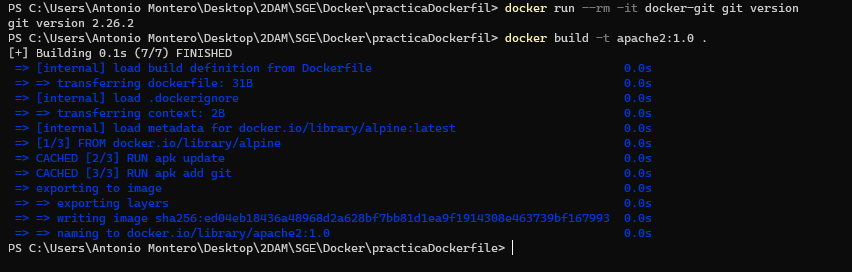 PS C:\Users\Antonio Montero\Desktop\2DAM\SGE\Docker\practicaDockerfil> docker run --rm -it docker-git git version
git version 2.26.2
PS C:\Users\Antonio Montero\Desktop\2DAM\SGE\Docker\practicaDockerfil> docker build -t apache2:1.0 .
[+] Building 0.1s (7/7) FINISHED
=> [internal] load build definition from Dockerfile 0.0s
=> => transferring dockerfile: 31B 0.0s
=> [internal] load .dockerignore 0.0s
=> => transferring context: 2B 0.0s
=> [internal] load metadata for docker.io/library/alpine:latest 0.0s
=> [1/3] FROM docker.io/library/alpine 0.0s
=> CACHED [2/3] RUN apk update 0.0s
=> CACHED [3/3] RUN apk add git 0.0s
=> exporting to image 0.0s
=> => exporting layers 0.0s
=> => writing image sha256:ed04eb18436a48968d2a628bf7bb81d1ea9f1914308e463739bf167993 0.0s
=> => naming to docker.io/library/apache2:1.0 0.0s
PS C:\Users\Antonio Montero\Desktop\2DAM\SGE\Docker\practicaDockerfile>